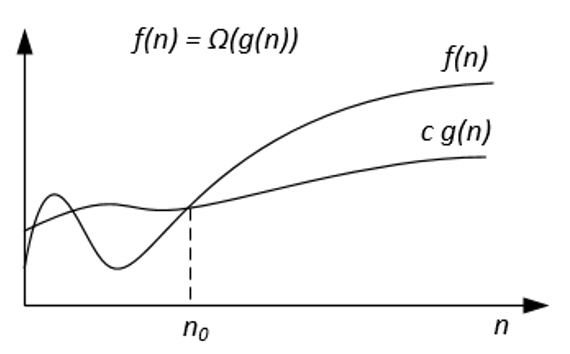 f(n) = Ω(g(n))
f(n)
c g(n)
n₀
n